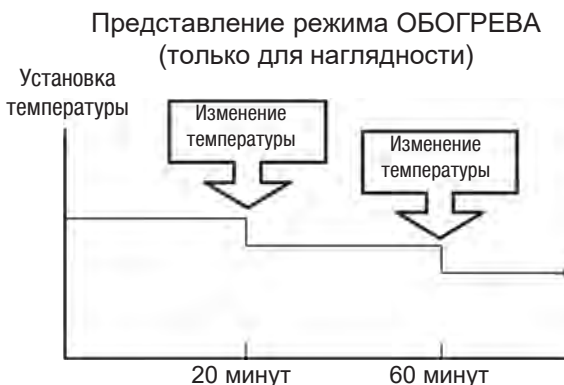 Представление режима ОБОГРЕВА
(только для наглядности)
Установка
температуры
Изменение
температуры
Изменение
температуры
20 минут
60 минут